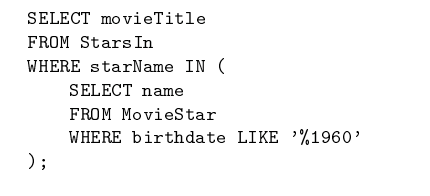 SELECT movieTitle
FROM StarsIn
WHERE starName IN (
    SELECT name
    FROM MovieStar
    WHERE birthdate LIKE '%1960'
);